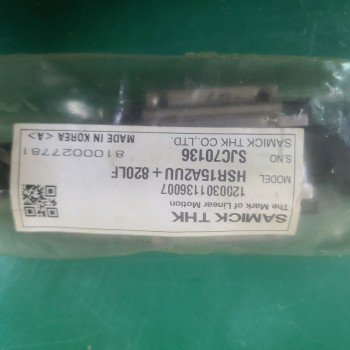 SAMICK THK
The Mark of Linear Motion
120301136007
MODEL HSR15A2UU + 820LF
S.NO SJC70136
8100027781
SAMICK THK CO.,LTD.
MADE IN KOREA <A>